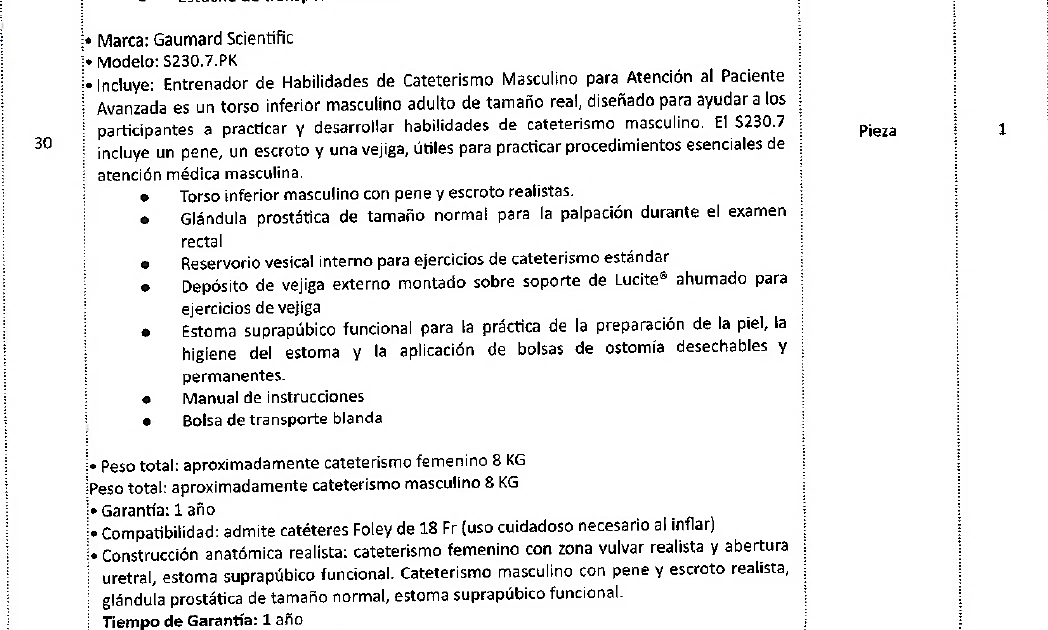 • Marca: Gaumard Scientific
• Modelo: S230.7.PK
• Incluye: Entrenador de Habilidades de Cateterismo Masculino para Atención al Paciente
Avanzada es un torso inferior masculino adulto de tamaño real, diseñado para ayudar a los
participantes a practicar y desarrollar habilidades de cateterismo masculino. El S230.7
incluye un pene, un escroto y una vejiga, útiles para practicar procedimientos esenciales de
atención médica masculina.
30
Pieza
1
• Torso inferior masculino con pene y escroto realistas.
• Glándula prostática de tamaño normal para la palpación durante el examen
rectal
• Reservorio vesical interno para ejercicios de cateterismo estándar
• Depósito de vejiga externo montado sobre soporte de Lucite® ahumado para
ejercicios de vejiga
• Estoma suprapúbico funcional para la práctica de la preparación de la piel, la
higiene del estoma y la aplicación de bolsas de ostomía desechables y
permanentes.
• Manual de instrucciones
• Bolsa de transporte blanda
• Peso total: aproximadamente cateterismo femenino 8 KG
Peso total: aproximadamente cateterismo masculino 8 KG
• Garantía: 1 año
• Compatibilidad: admite catéteres Foley de 18 Fr (uso cuidadoso necesario al inflar)
• Construcción anatómica realista: cateterismo femenino con zona vulvar realista y abertura
uretral, estoma suprapúbico funcional. Cateterismo masculino con pene y escroto realista,
glándula prostática de tamaño normal, estoma suprapúbico funcional.
Tiempo de Garantía: 1 año